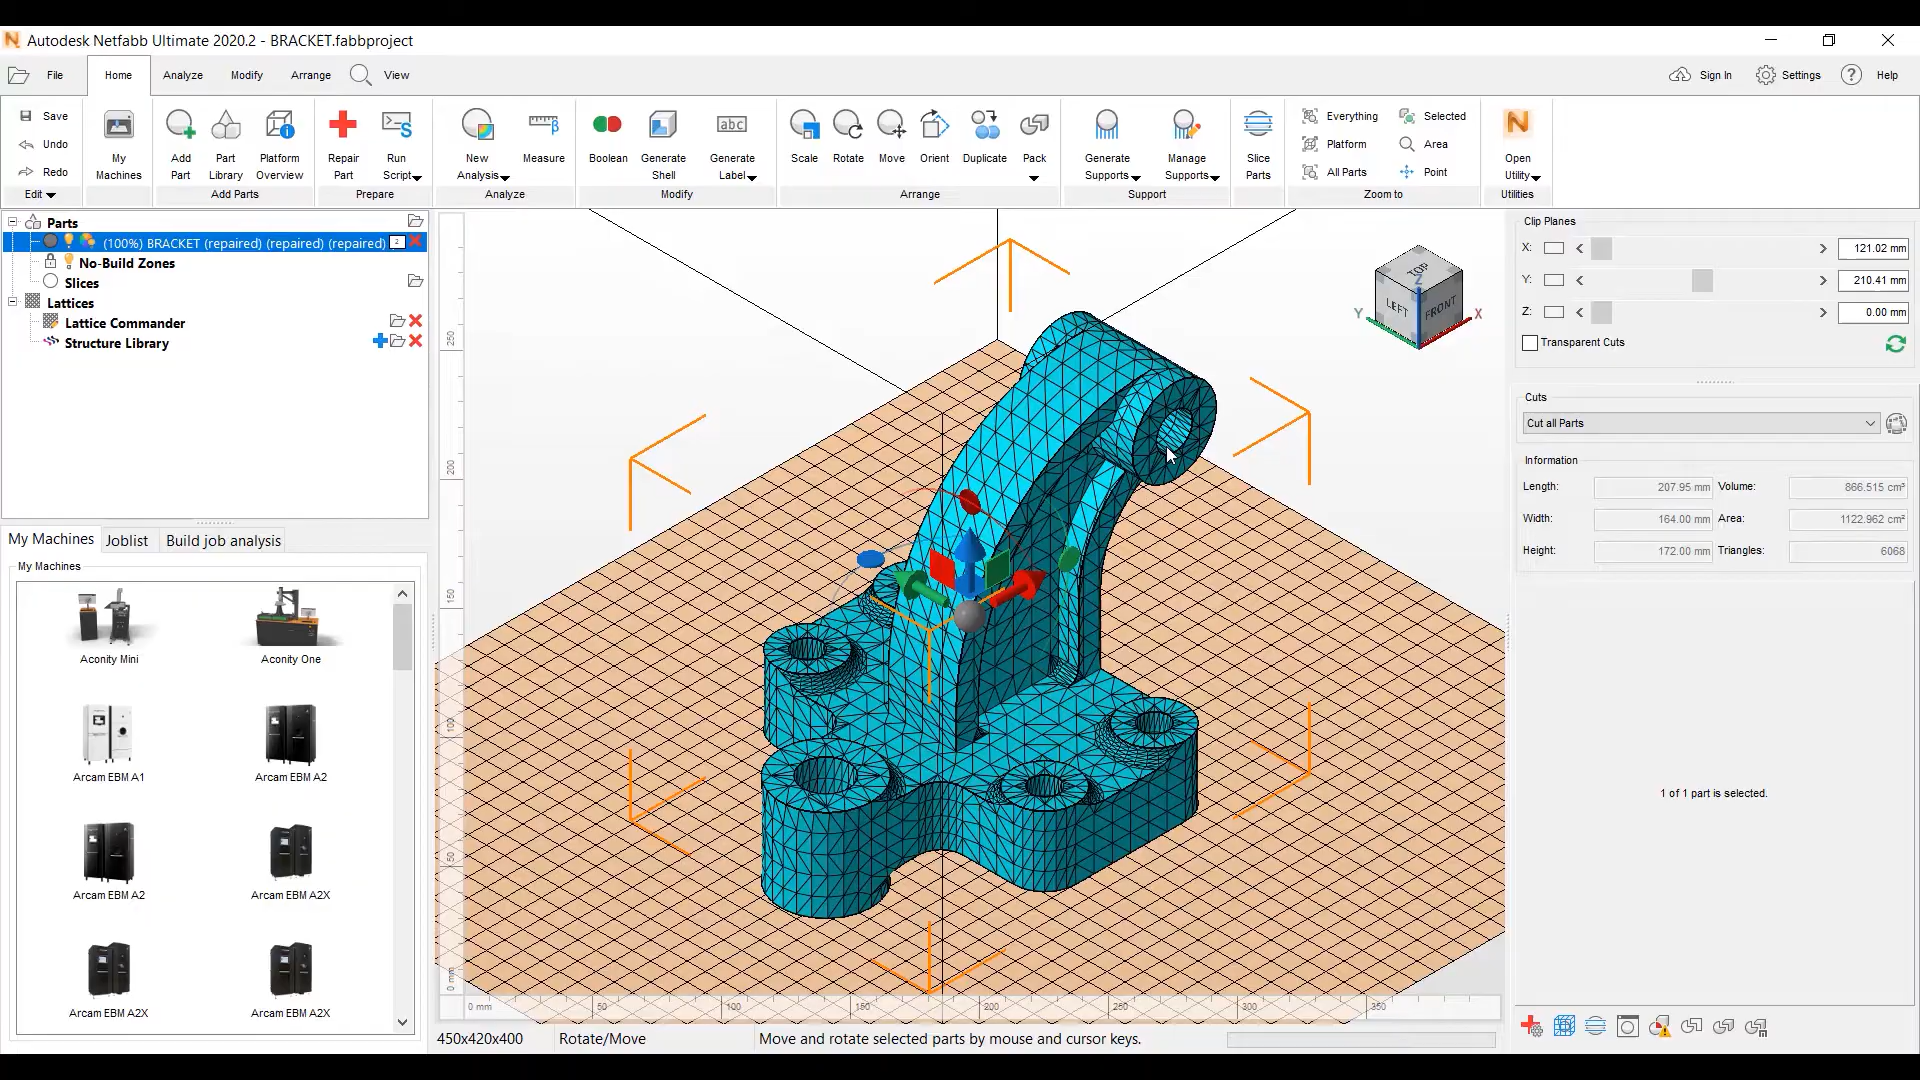 Autodesk Netfabb Ultimate 2020.2 - BRACKET.fabbproject
File Home Analyze Modify Arrange View Sign In Settings Help
Save
Undo
Redo
Edit
My Machines
Add Part
Part Library
Platform Overview
Add Parts
Repair Part
Run Script
Prepare
New Analysis
Measure
Analyze
Boolean
Generate Shell
abc
Generate Label
Modify
Scale
Rotate
Move
Orient
Duplicate
Pack
Arrange
Generate Supports
Manage Supports
Support
Slice Parts
Everything Selected
Platform Area
All Parts Point
Zoom to
Open Utility
Utilities
Parts
(100%) BRACKET (repaired) (repaired) (repaired) 2
No-Build Zones
Slices
Lattices
Lattice Commander
Structure Library
My Machines Joblist Build job analysis
My Machines
Aconity Mini Aconity One
Arcam EBM A1 Arcam EBM A2
Arcam EBM A2 Arcam EBM A2X
Arcam EBM A2X Arcam EBM A2X
250
200
150
100
50
0 mm
0 mm 50 100 150 200 250 300 350
TOP
LEFT FRONT
Z
Y X
450x420x400 Rotate/Move Move and rotate selected parts by mouse and cursor keys.
Clip Planes
X: 121.02 mm
Y: 210.41 mm
Z: 0.00 mm
Transparent Cuts
Cuts
Cut all Parts
Information
Length: 207.95 mm Volume: 866.515 cm³
Width: 164.00 mm Area: 1122.962 cm²
Height: 172.00 mm Triangles: 6068
1 of 1 part is selected.